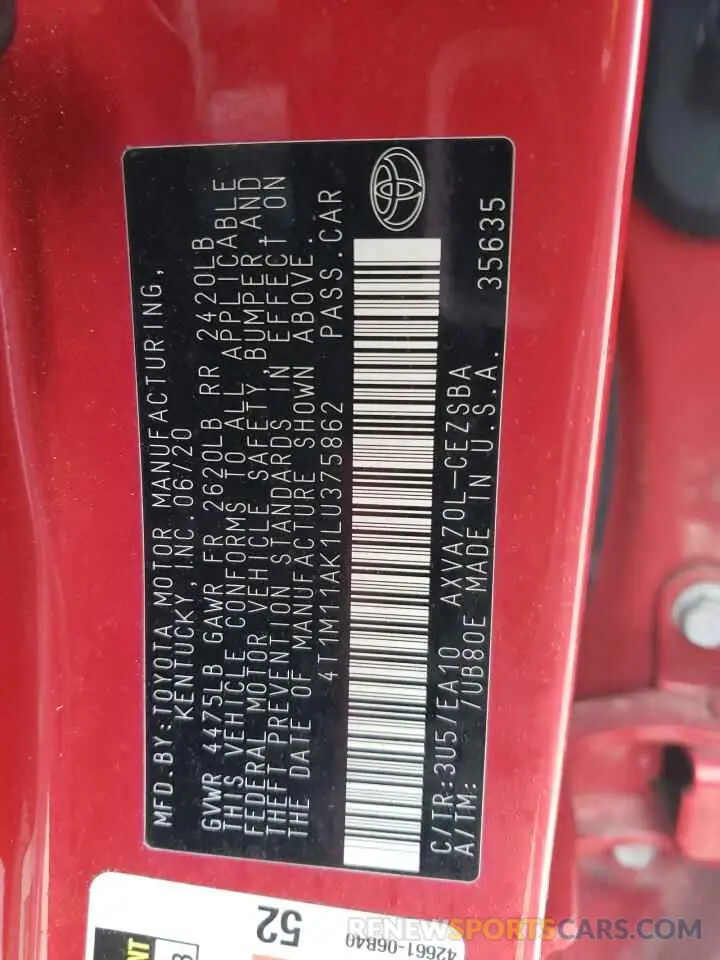 MFD.BY: TOYOTA MOTOR MANUFACTURING,
KENTUCKY, INC. 06/20
GVWR 4475LB GAWR FR 2620LB RR 2420LB
THIS VEHICLE CONFORMS TO ALL APPLICABLE
FEDERAL MOTOR VEHICLE SAFETY, BUMPER, AND
THEFT PREVENTION STANDARDS IN EFFECT ON
THE DATE OF MANUFACTURE SHOWN ABOVE.
4T1M11AK1LU375862 PASS.CAR
C/TR:3U5/EA10 AXVA70L-CEZSBA 35635
A/TM: /UB80E MADE IN U.S.A.
52
42661-06B40
RENEWSPORTSCARS.COM